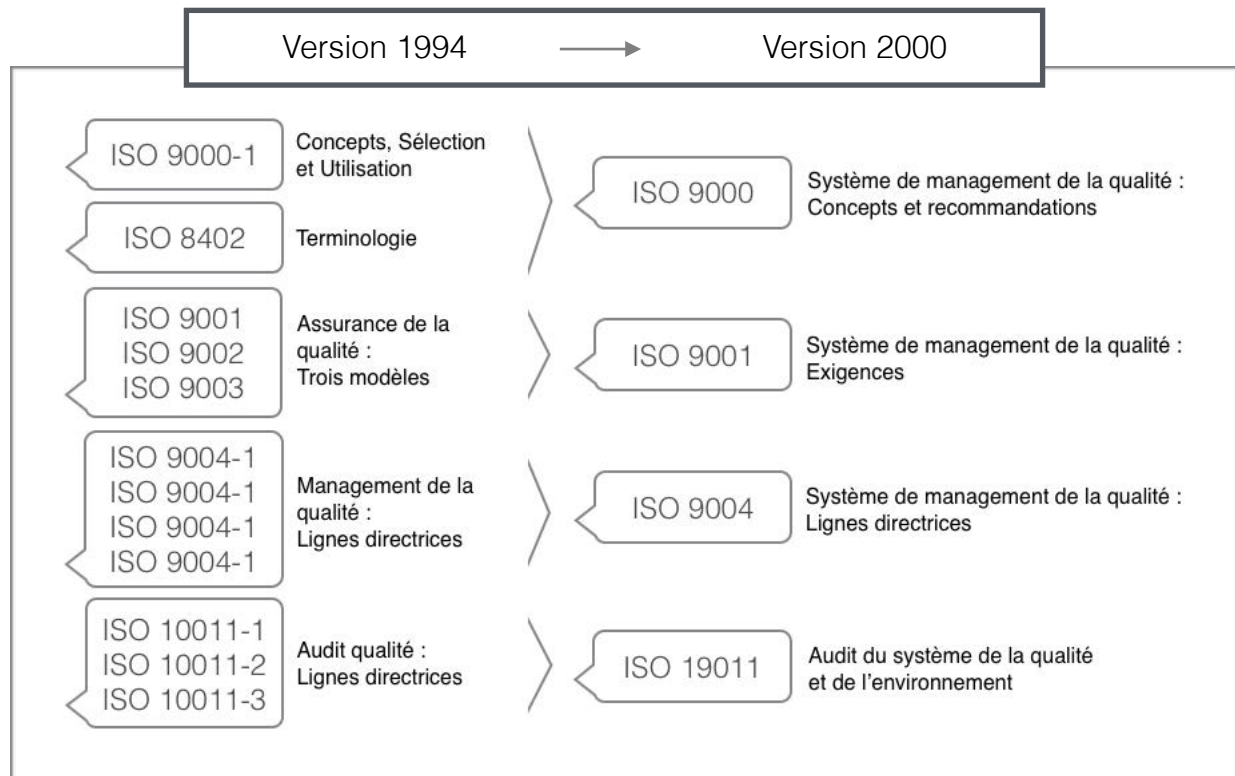 Version 1994
Version 2000
ISO 9000-1
Concepts, Sélection
et Utilisation
ISO 8402
Terminologie
ISO 9000
Système de management de la qualité :
Concepts et recommandations
ISO 9001
ISO 9002
ISO 9003
Assurance de la
qualité :
Trois modèles
ISO 9001
Système de management de la qualité :
Exigences
ISO 9004-1
ISO 9004-1
ISO 9004-1
ISO 9004-1
Management de la
qualité :
Lignes directrices
ISO 9004
Système de management de la qualité :
Lignes directrices
ISO 10011-1
ISO 10011-2
ISO 10011-3
Audit qualité :
Lignes directrices
ISO 19011
Audit du système de la qualité
et de l'environnement